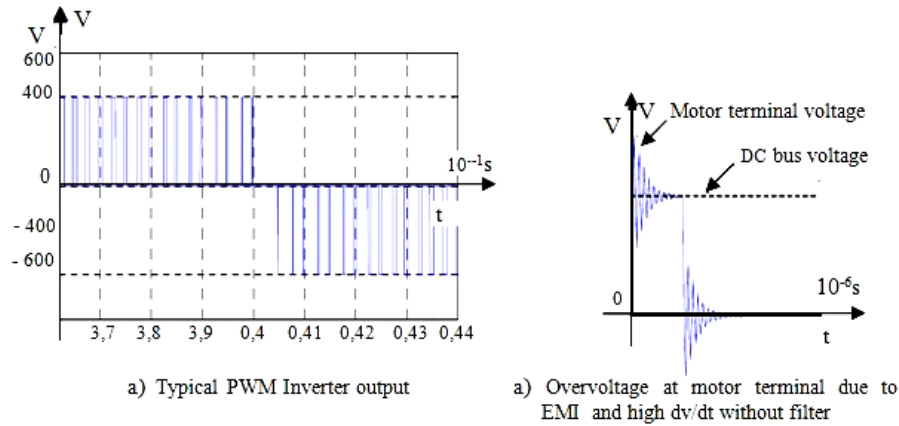 V
V
600
400
0
- 400
- 600
10⁻¹s
t
3,7 3,8 3,9 0,4 0,41 0,42 0,43 0,44
a) Typical PWM Inverter output
V
V
Motor terminal voltage
DC bus voltage
0
10⁻⁶s
t
a) Overvoltage at motor terminal due to
EMI and high dv/dt without filter